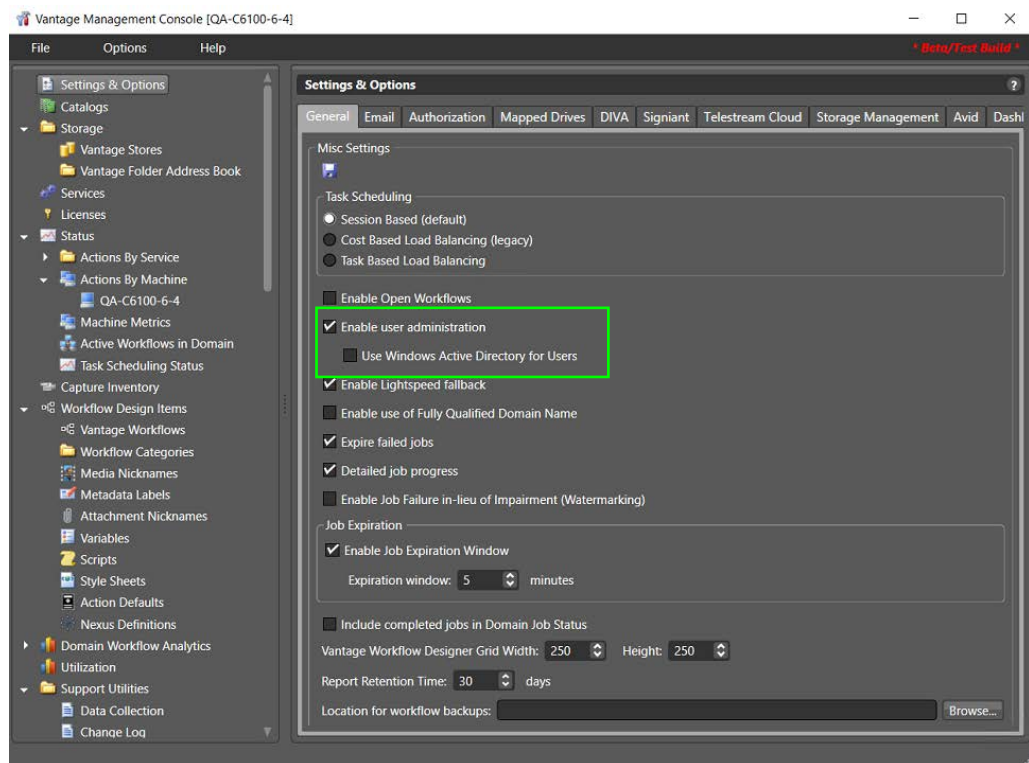 Vantage Management Console [QA-C6100-6-4]
File Options Help * Beta/Test Build *
Settings & Options
Catalogs
Storage
Vantage Stores
Vantage Folder Address Book
Services
Licenses
Status
Actions By Service
Actions By Machine
QA-C6100-6-4
Machine Metrics
Active Workflows in Domain
Task Scheduling Status
Capture Inventory
Workflow Design Items
Vantage Workflows
Workflow Categories
Media Nicknames
Metadata Labels
Attachment Nicknames
Variables
Scripts
Style Sheets
Action Defaults
Nexus Definitions
Domain Workflow Analytics
Utilization
Support Utilities
Data Collection
Change Log
Settings & Options ?
General Email Authorization Mapped Drives DIVA Signiant Telestream Cloud Storage Management Avid Dashl
Misc Settings
Task Scheduling
Session Based (default)
Cost Based Load Balancing (legacy)
Task Based Load Balancing
Enable Open Workflows
Enable user administration
Use Windows Active Directory for Users
Enable Lightspeed fallback
Enable use of Fully Qualified Domain Name
Expire failed jobs
Detailed job progress
Enable Job Failure in-lieu of Impairment (Watermarking)
Job Expiration
Enable Job Expiration Window
Expiration window: 5 minutes
Include completed jobs in Domain Job Status
Vantage Workflow Designer Grid Width: 250 Height: 250
Report Retention Time: 30 days
Location for workflow backups: Browse...